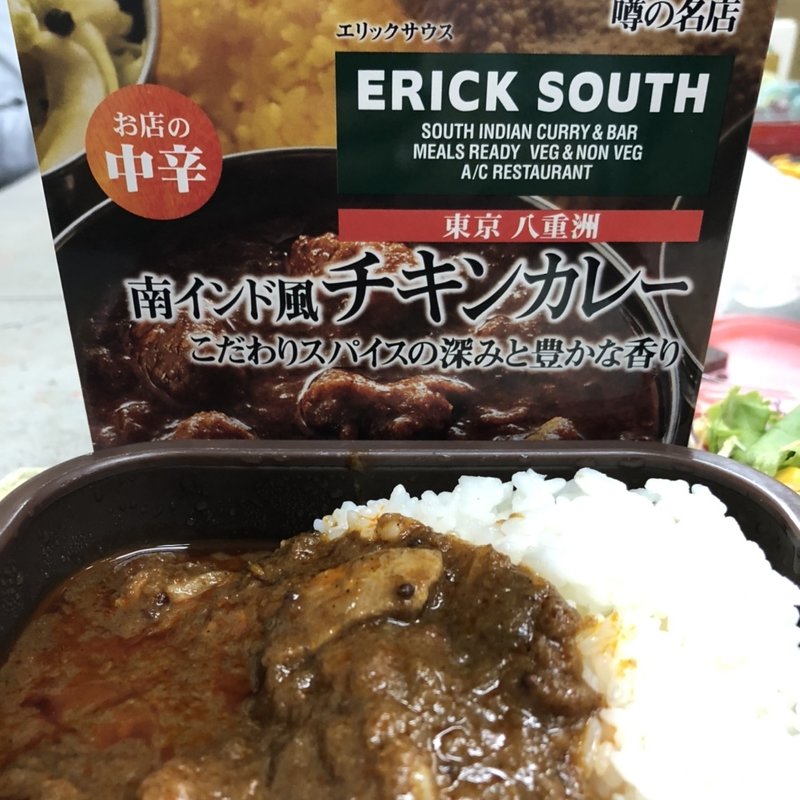 噂の名店
エリックサウス
ERICK SOUTH
SOUTH INDIAN CURRY & BAR
MEALS READY VEG & NON VEG
A/C RESTAURANT
お店の
中辛
東京 八重洲
南インド風チキンカレー
こだわりスパイスの深みと豊かな香り